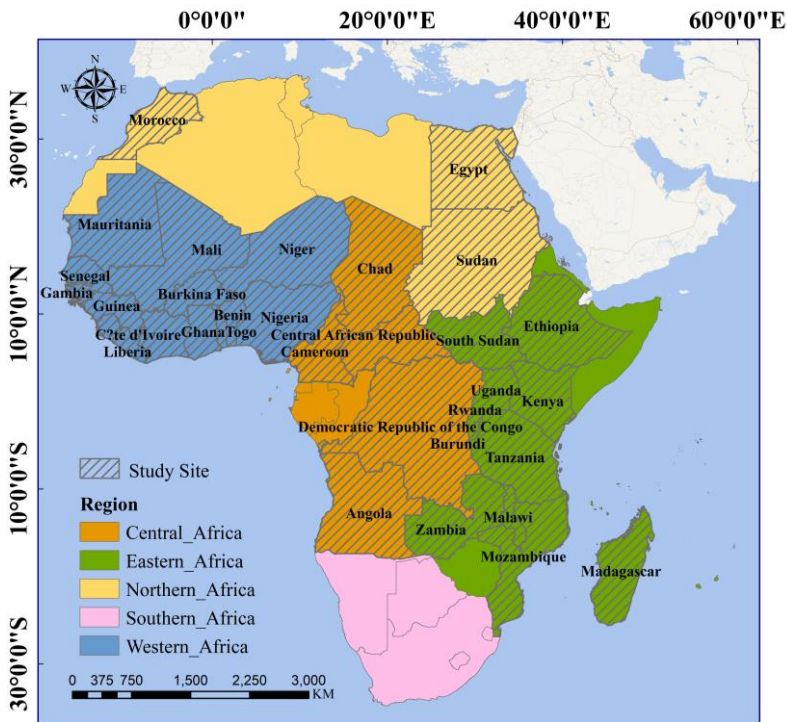 0°0'0" 20°0'0"E 40°0'0"E 60°0'0"E
N
W E
S
30°0'0"N
10°0'0"N
10°0'0"S
30°0'0"S
Morocco
Egypt
Mauritania
Mali
Niger
Chad
Sudan
Senegal
Gambia
Guinea
Burkina Faso
Benin
Nigeria
C?te d'Ivoire
Ghana
Togo
Liberia
Central African Republic
Cameroon
South Sudan
Ethiopia
Uganda
Kenya
Rwanda
Democratic Republic of the Congo
Burundi
Tanzania
Angola
Zambia
Malawi
Mozambique
Madagascar
Study Site
Region
Central_Africa
Eastern_Africa
Northern_Africa
Southern_Africa
Western_Africa
0 375 750 1,500 2,250 3,000
KM